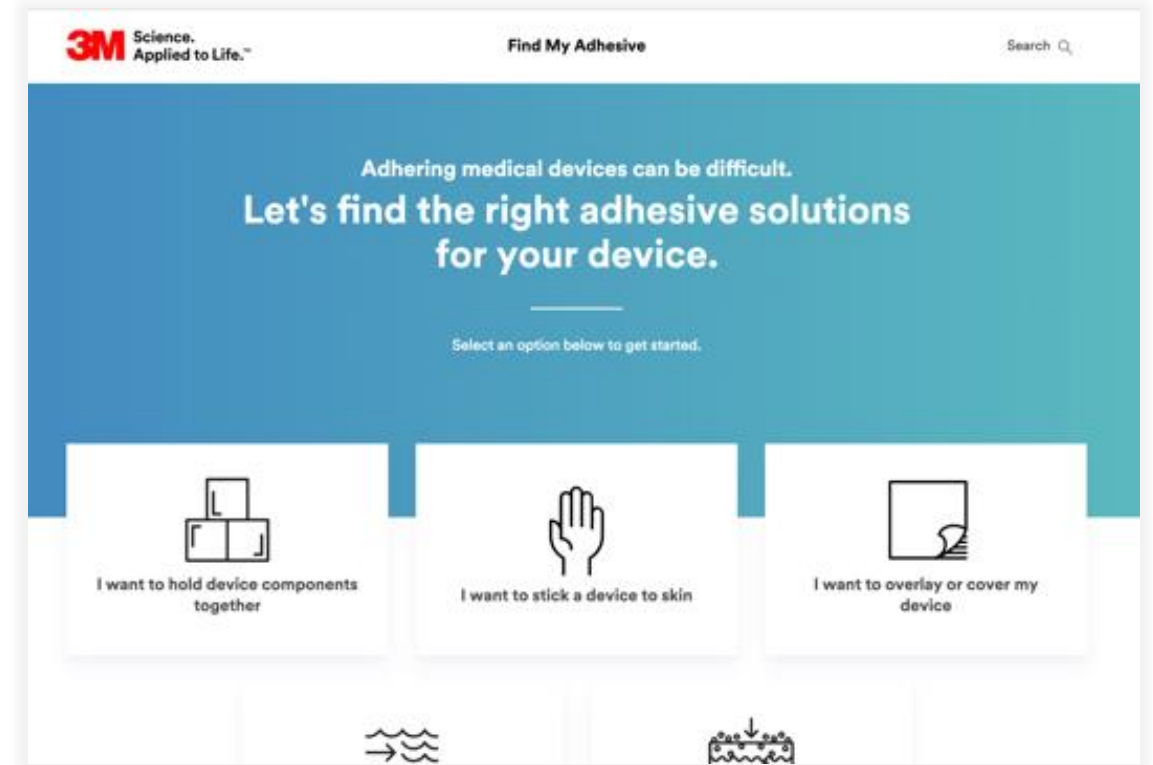 3M Science.
Applied to Life.™
Find My Adhesive
Search
Adhering medical devices can be difficult.
Let's find the right adhesive solutions
for your device.
Select an option below to get started.
I want to hold device components
together
I want to stick a device to skin
I want to overlay or cover my
device